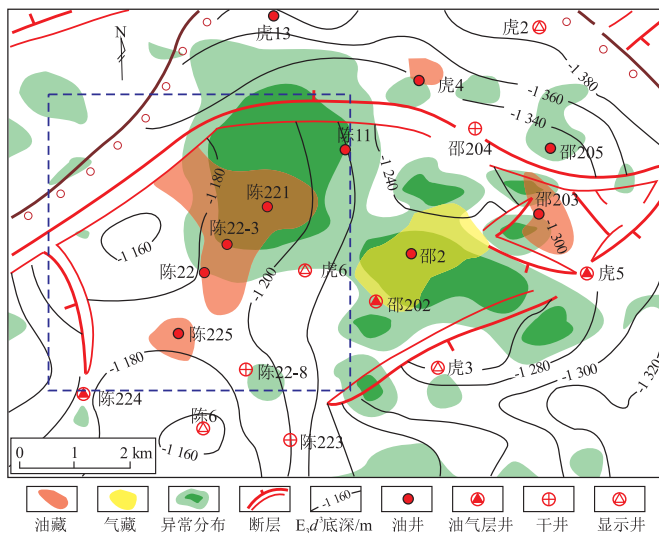 虎13
虎2
N
-1 380
虎4
-1 360
-1 340
陈11
邵204
邵205
-1 180
-1 240
陈221
邵203
陈22-3
-1 300
-1 160
邵2
陈22
-1 200
虎6
虎5
邵202
陈225
-1 180
陈22-8
虎3
-1 280
-1 300
-1 320
陈224
陈6
-1 160
陈223
0 1 2 km
-1 160
油藏 气藏 异常分布 断层 E₃d³底深/m 油井 油气层井 干井 显示井